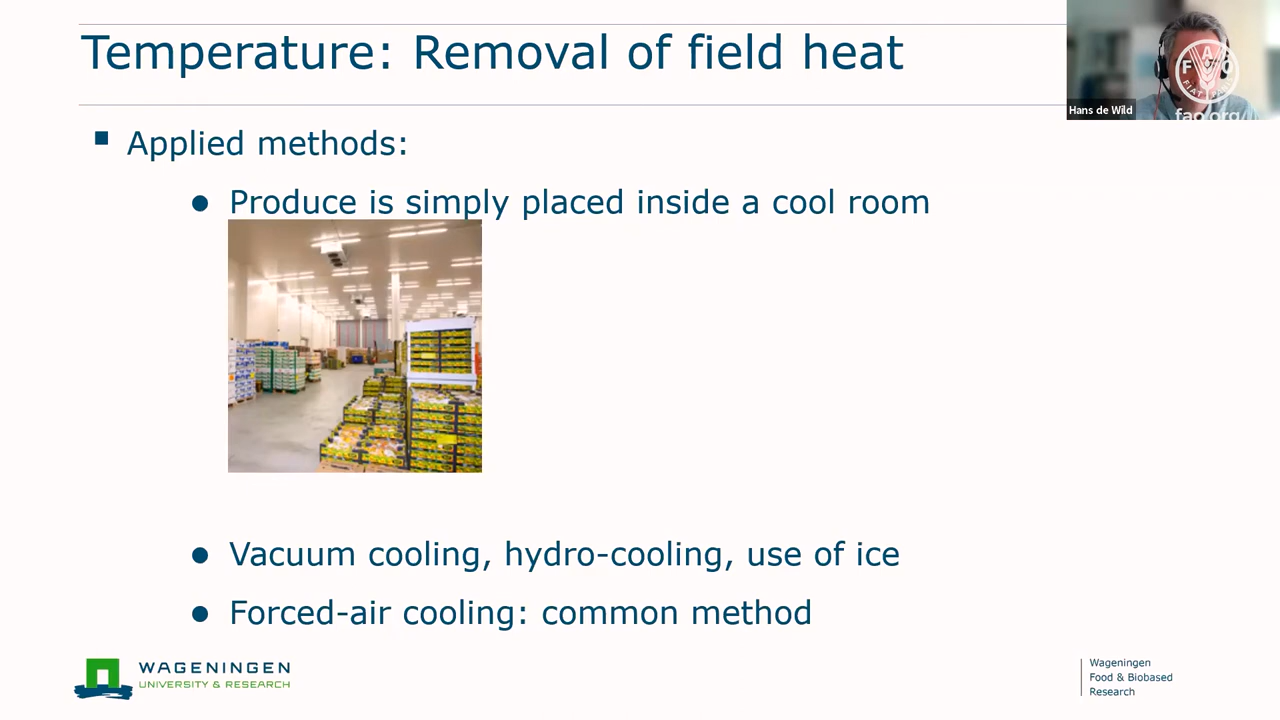 Temperature: Removal of field heat
Hans de Wild
F A O
FIAT PANIS
fao.org
Applied methods:
Produce is simply placed inside a cool room
Vacuum cooling, hydro-cooling, use of ice
Forced-air cooling: common method
WAGENINGEN
UNIVERSITY & RESEARCH
Wageningen
Food & Biobased
Research